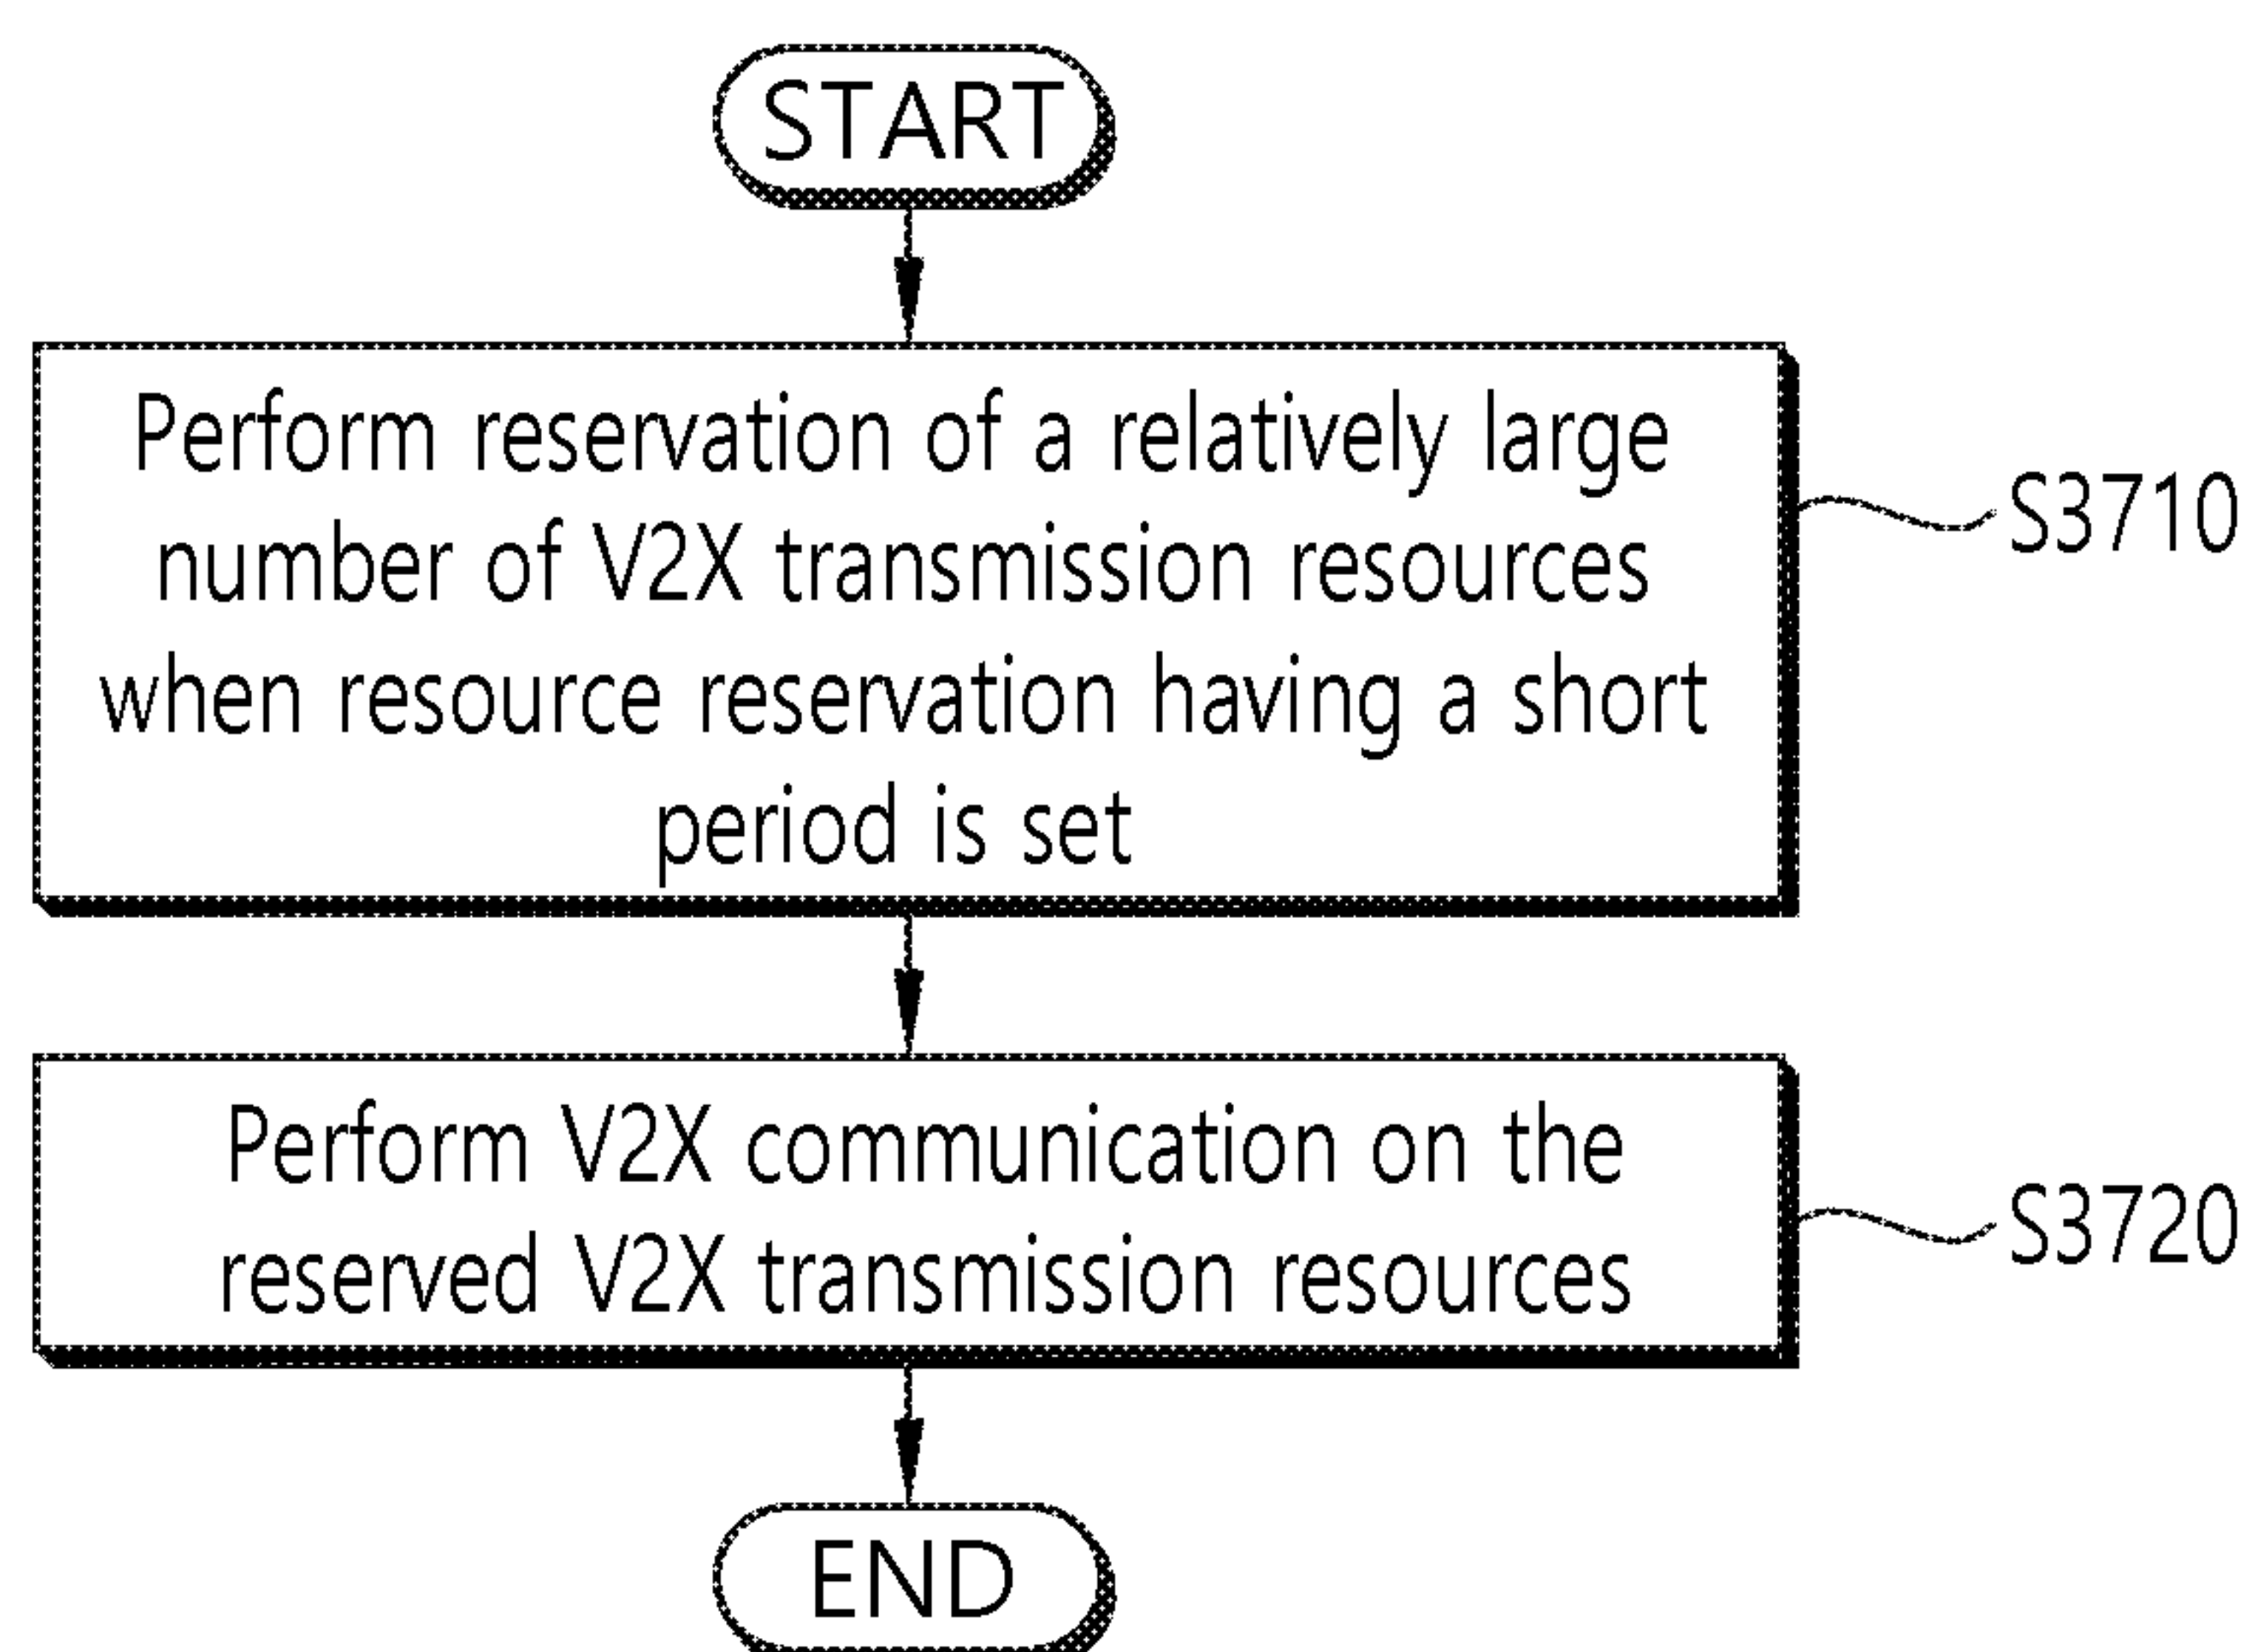 START
Perform reservation of a relatively large
number of V2X transmission resources
when resource reservation having a short
period is set
S3710
Perform V2X communication on the
reserved V2X transmission resources
S3720
END